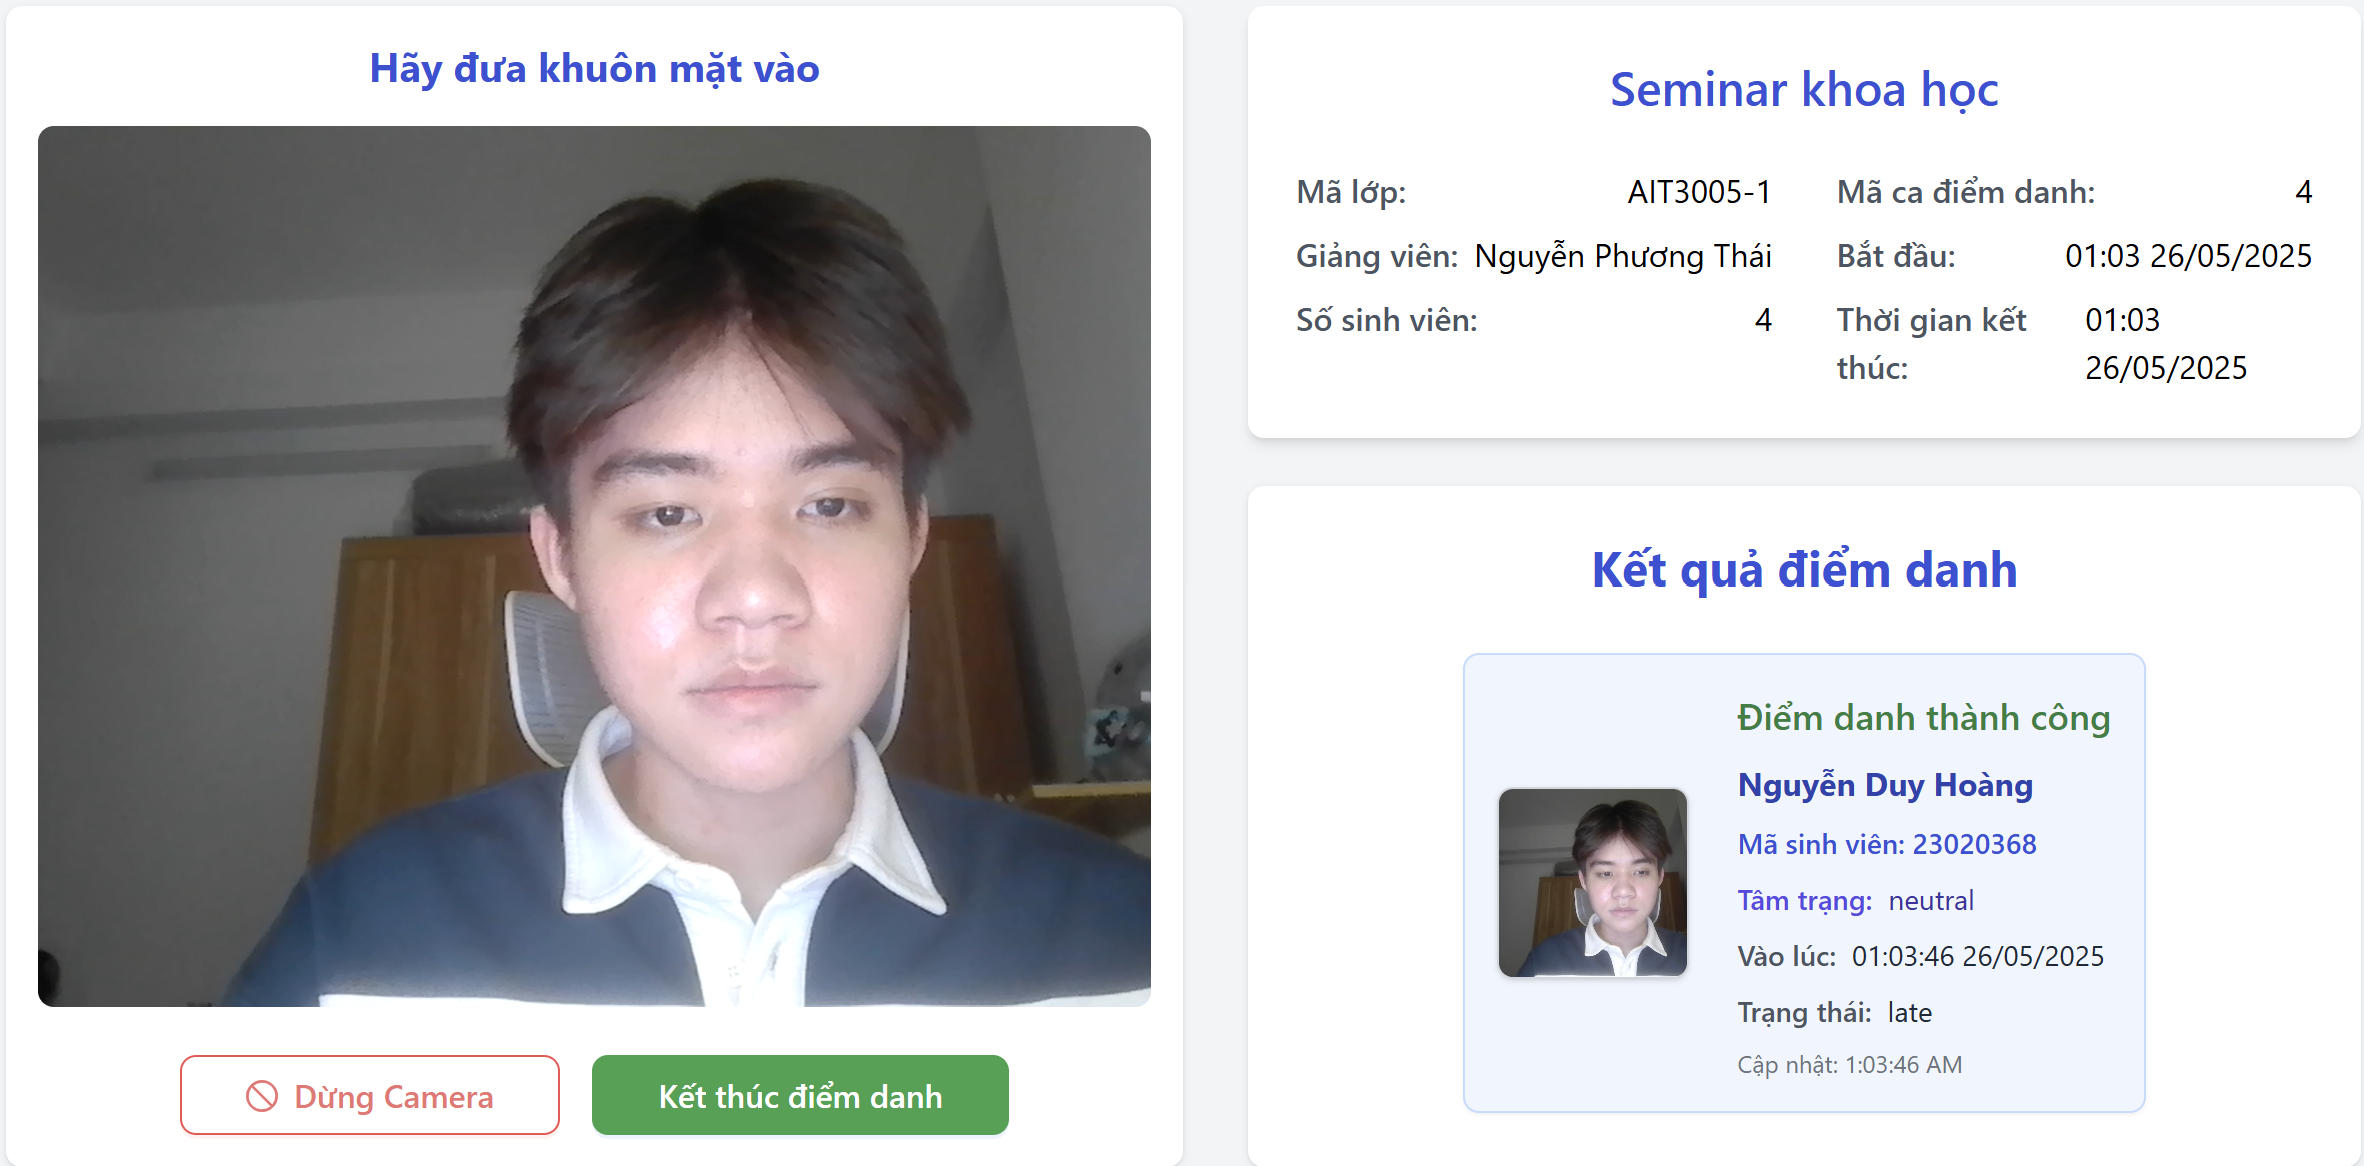 Hãy đưa khuôn mặt vào
Dừng Camera
Kết thúc điểm danh
Seminar khoa học
Mã lớp: AIT3005-1
Giảng viên: Nguyễn Phương Thái
Số sinh viên: 4
Mã ca điểm danh: 4
Bắt đầu: 01:03 26/05/2025
Thời gian kết thúc: 01:03 26/05/2025
Kết quả điểm danh
Điểm danh thành công
Nguyễn Duy Hoàng
Mã sinh viên: 23020368
Tâm trạng: neutral
Vào lúc: 01:03:46 26/05/2025
Trạng thái: late
Cập nhật: 1:03:46 AM